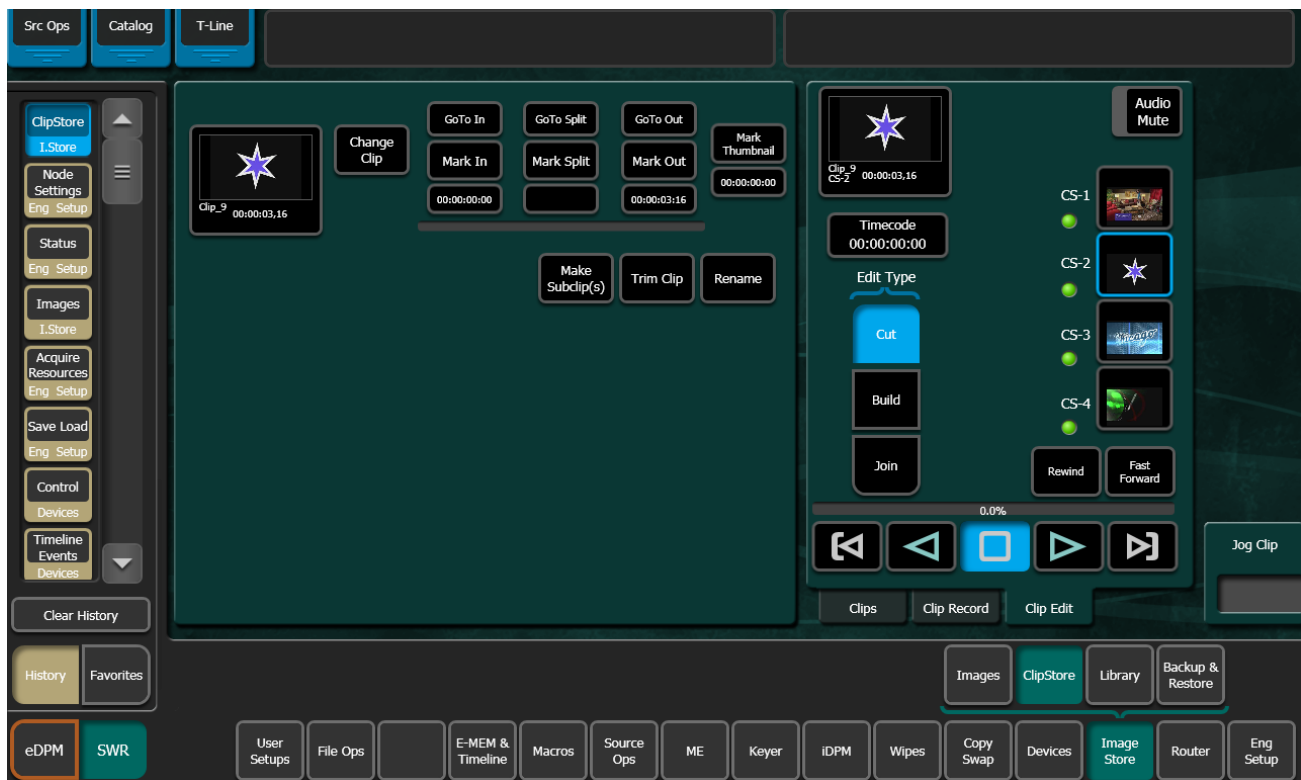 Src Ops
Catalog
T-Line
ClipStore
I.Store
Node
Settings
Eng Setup
Status
Eng Setup
Images
I.Store
Acquire
Resources
Eng Setup
Save Load
Eng Setup
Control
Devices
Timeline
Events
Devices
Clear History
History
Favorites
eDPM
SWR
Clip_9
00:00:03,16
Change
Clip
GoTo In
GoTo Split
GoTo Out
Mark In
Mark Split
Mark Out
Mark
Thumbnail
00:00:00:00
00:00:03:16
00:00:00:00
Make
Subclip(s)
Trim Clip
Rename
Clip_9
CS-2
00:00:03,16
Audio
Mute
Timecode
00:00:00:00
Edit Type
Cut
Build
Join
CS-1
CS-2
CS-3
Chicago
CS-4
Rewind
Fast
Forward
0.0%
Clips
Clip Record
Clip Edit
Jog Clip
Images
ClipStore
Library
Backup &
Restore
User
Setups
File Ops
E-MEM &
Timeline
Macros
Source
Ops
ME
Keyer
iDPM
Wipes
Copy
Swap
Devices
Image
Store
Router
Eng
Setup